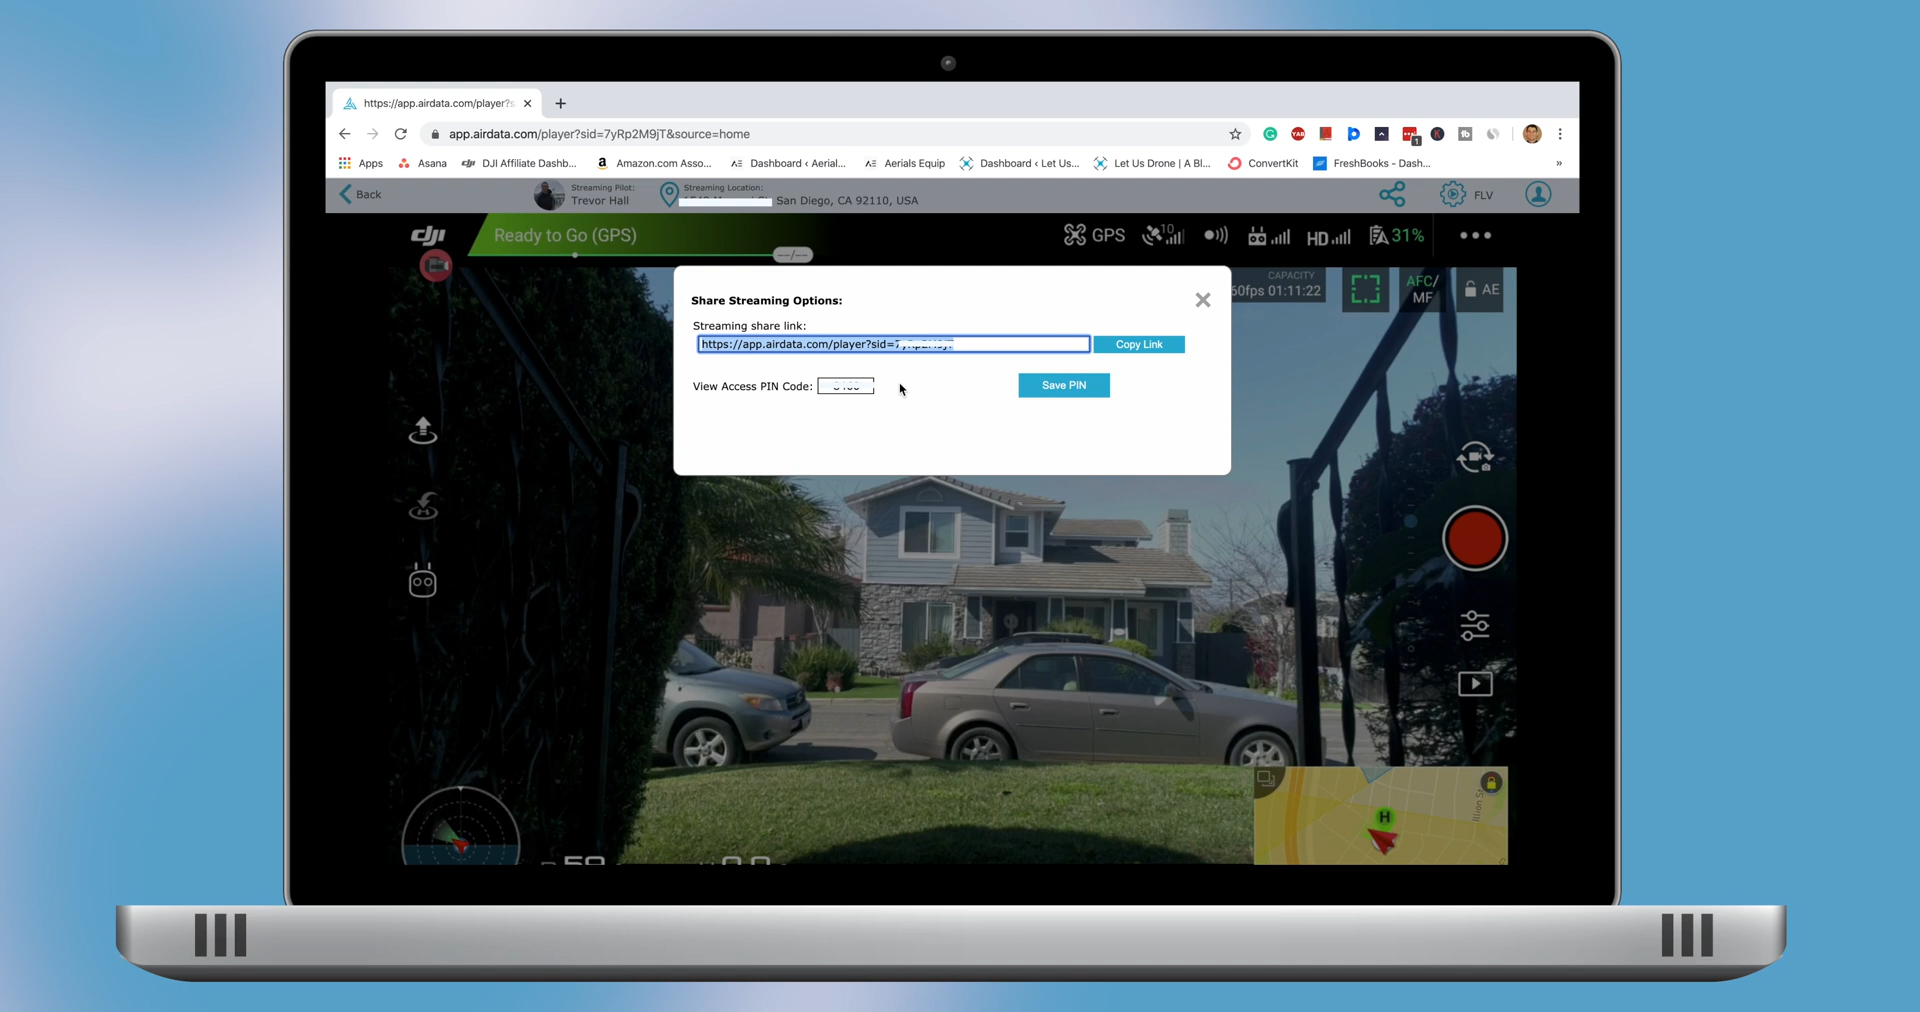 https://app.airdata.com/player?s
app.airdata.com/player?sid=7yRp2M9jT&source=home
Apps Asana DJI Affiliate Dashb... Amazon.com Asso... Dashboard ‹ Aerial... Aerials Equip Dashboard ‹ Let Us... Let Us Drone | A Bl... ConvertKit FreshBooks - Dash... »
Back
Streaming Pilot:
Trevor Hall
Streaming Location:
San Diego, CA 92110, USA
FLV
dji Ready to Go (GPS) GPS 10 HD 31%
--/--
CAPACITY
60fps 01:11:22
AFC/
MF
AE
Share Streaming Options:
Streaming share link:
https://app.airdata.com/player?sid=
Copy Link
View Access PIN Code:
Save PIN
H
Illion St